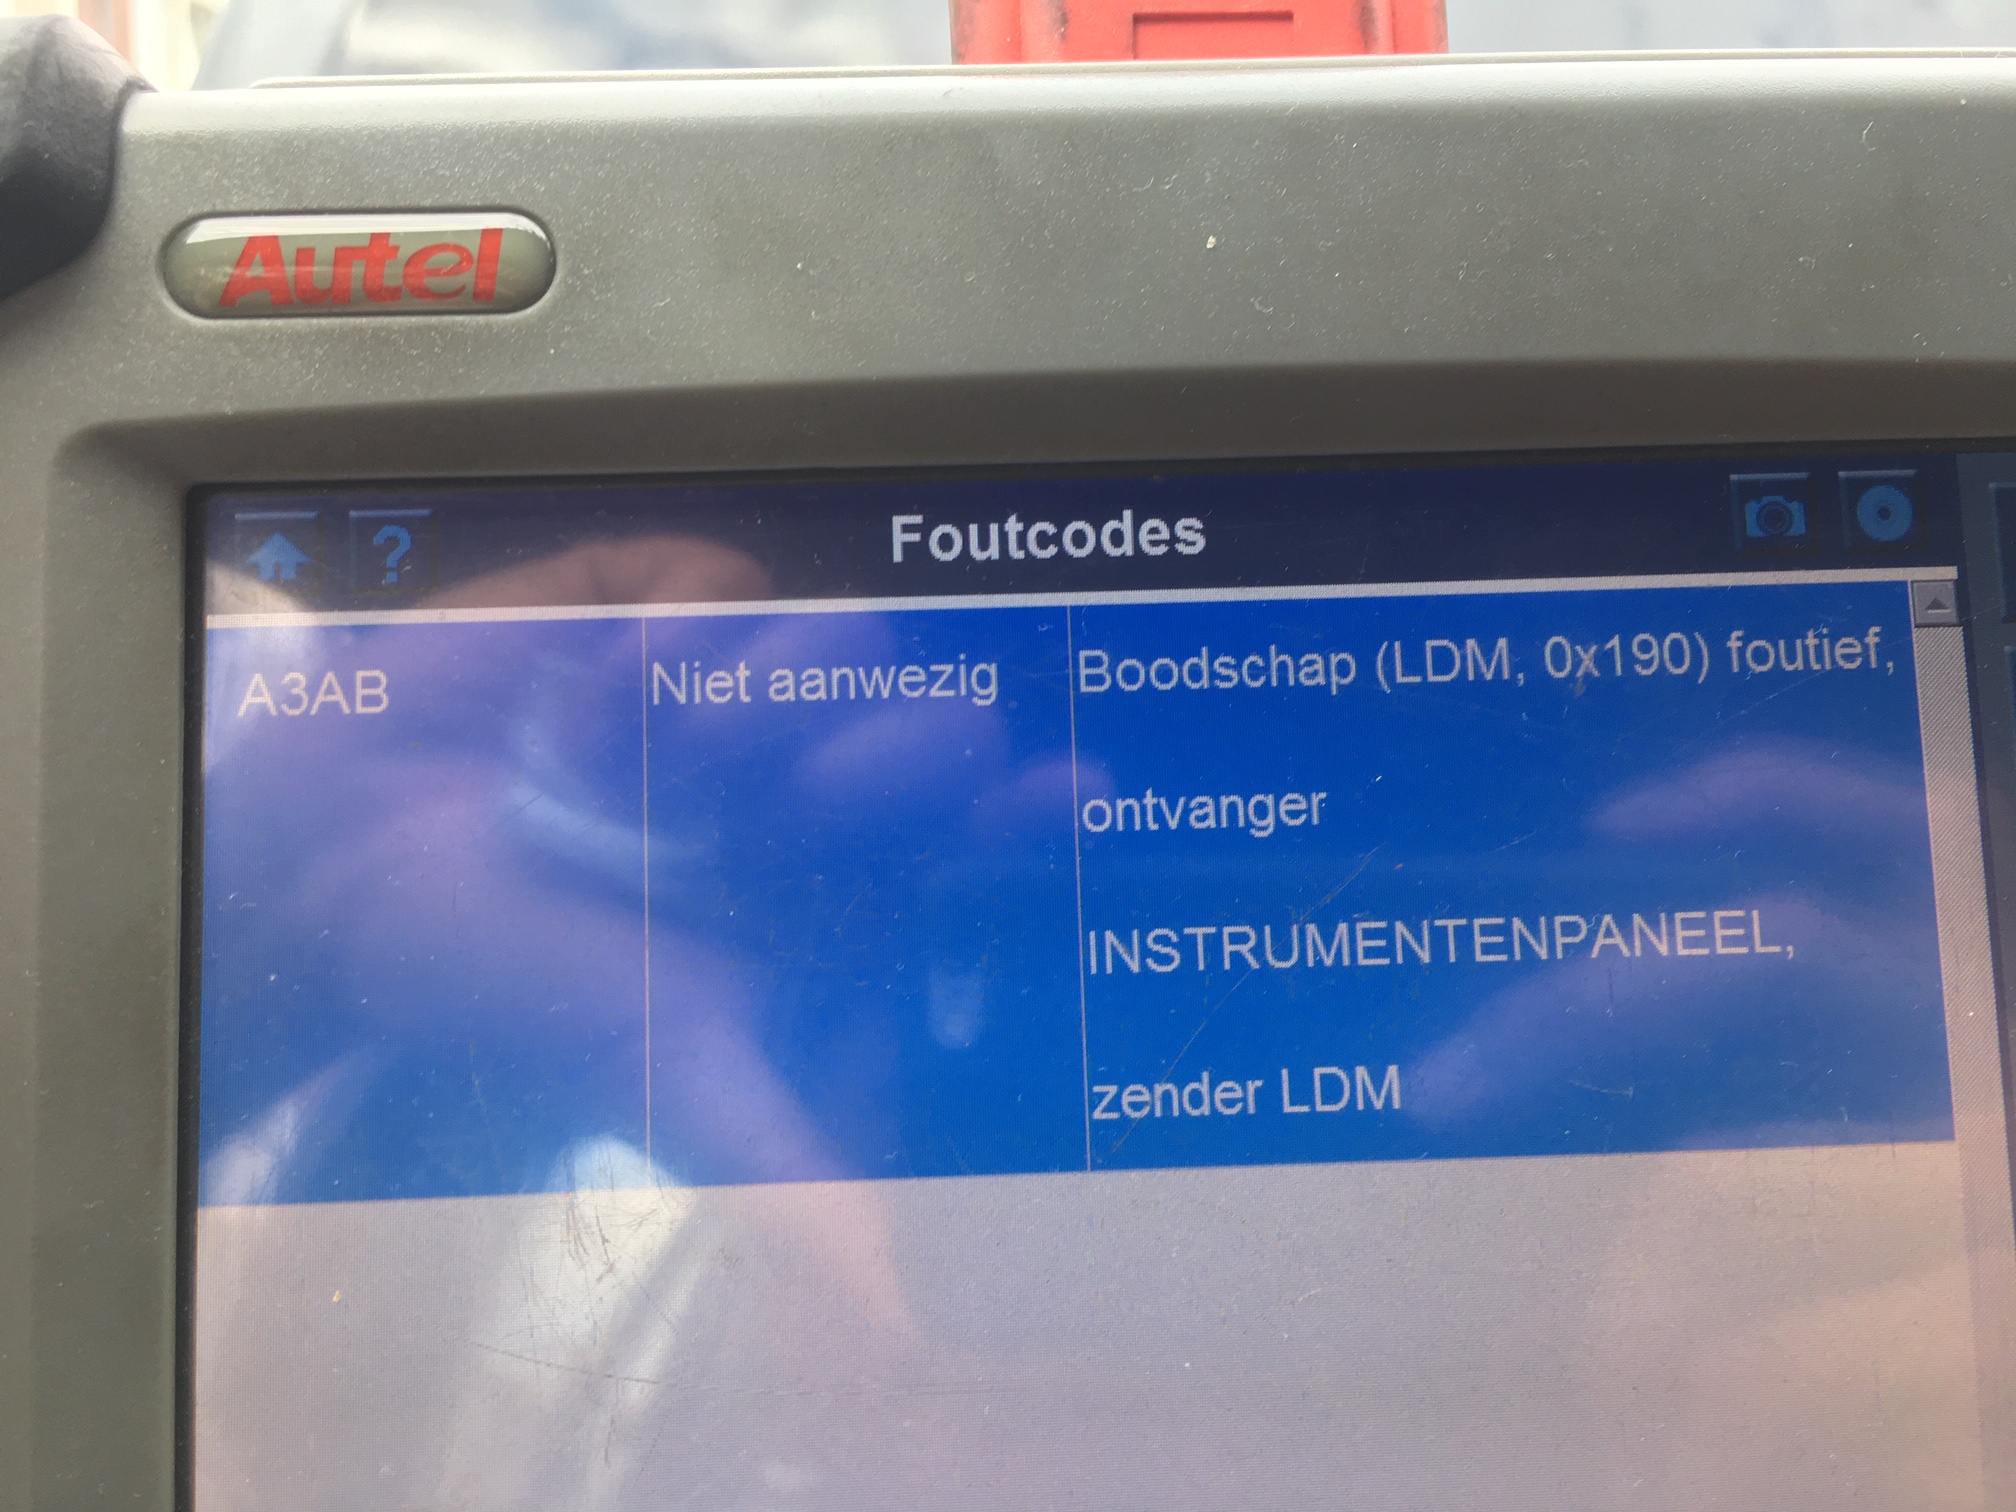 Autel
?
Foutcodes
A3AB
Niet aanwezig
Boodschap (LDM, 0x190) foutief,
ontvanger
INSTRUMENTENPANEEL,
zender LDM